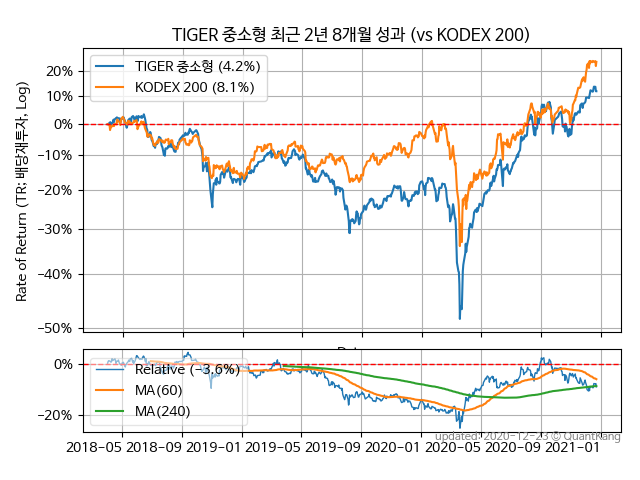 TIGER 중소형 최근 2년 8개월 성과 (vs KODEX 200)
TIGER 중소형 (4.2%)
KODEX 200 (8.1%)
Rate of Return (TR: 배당재투자, Log)
20%
10%
0%
−10%
−20%
−30%
−40%
−50%
0%
−20%
Relative (−3.6%)
MA(60)
MA(240)
2018−05 2018−09 2019−01 2019−05 2019−09 2020−01 2020−05 2020−09 2021−01
updated: 2020−12−23 © QuantKang